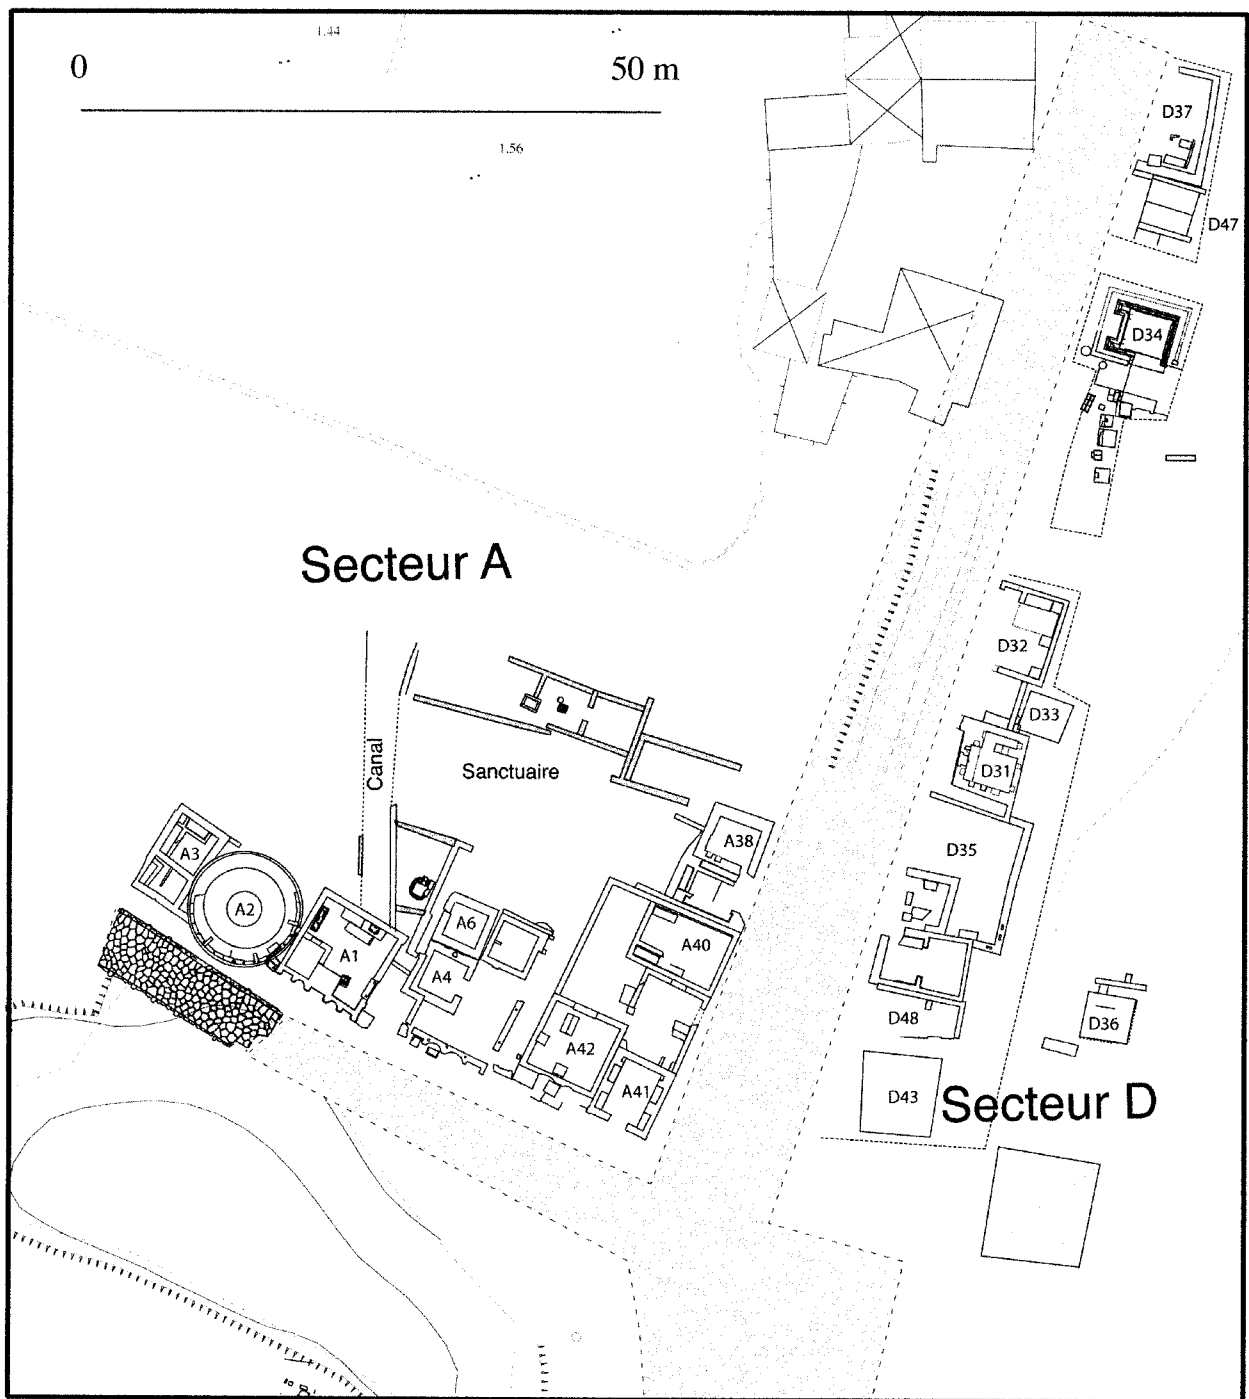 1.44
0 50 m
1.56
D37
D47
D34
Secteur A
D32
D33
Canal
Sanctuaire
D31
A38
A3
D35
A2
A6
A1
A40
A4
D48
D36
A42
A41
D43
Secteur D